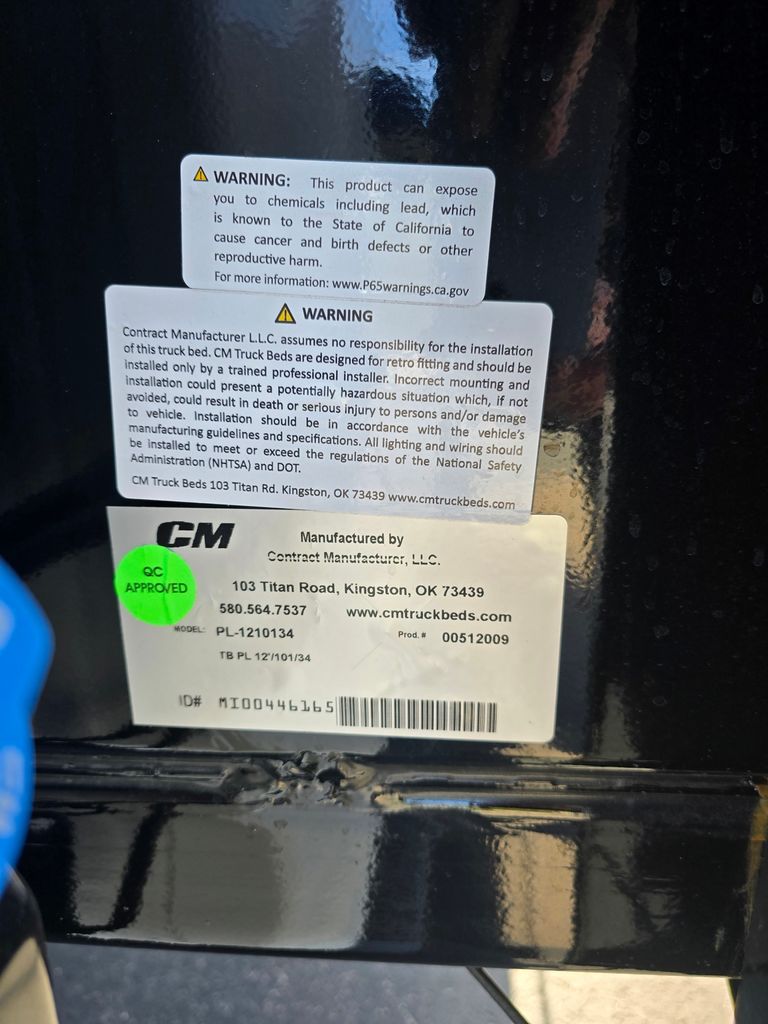 WARNING: This product can expose
you to chemicals including lead, which
is known to the State of California to
cause cancer and birth defects or other
reproductive harm.
For more information: www.P65warnings.ca.gov
WARNING
Contract Manufacturer L.L.C. assumes no responsibility for the installation
of this truck bed. CM Truck Beds are designed for retro fitting and should be
installed only by a trained professional installer. Incorrect mounting and
installation could present a potentially hazardous situation which, if not
avoided, could result in death or serious injury to persons and/or damage
to vehicle. Installation should be in accordance with the vehicle's
manufacturing guidelines and specifications. All lighting and wiring should
be installed to meet or exceed the regulations of the National Safety
Administration (NHTSA) and DOT.
CM Truck Beds 103 Titan Rd. Kingston, OK 73439 www.cmtruckbeds.com
CM
Manufactured by
Contract Manufacturer, LLC.
QC
APPROVED
103 Titan Road, Kingston, OK 73439
580.564.7537 www.cmtruckbeds.com
MODEL: PL-1210134 Prod. # 00512009
TB PL 12'/101/34
ID# MI00446165